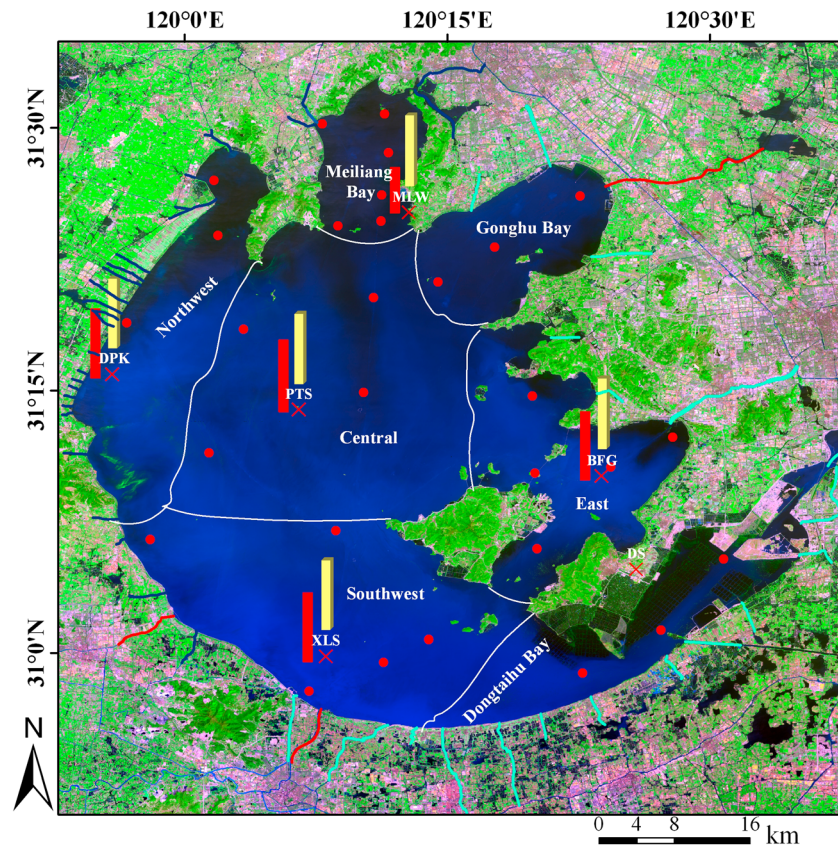 120°0'E
120°15'E
120°30'E
31°30'N
Meiliang
Bay
MLW
Gonghu Bay
Northwest
DPK
31°15'N
PTS
Central
BFG
East
DS
Southwest
31°0'N
XLS
Dongtaihu Bay
N
0 4 8 16
km